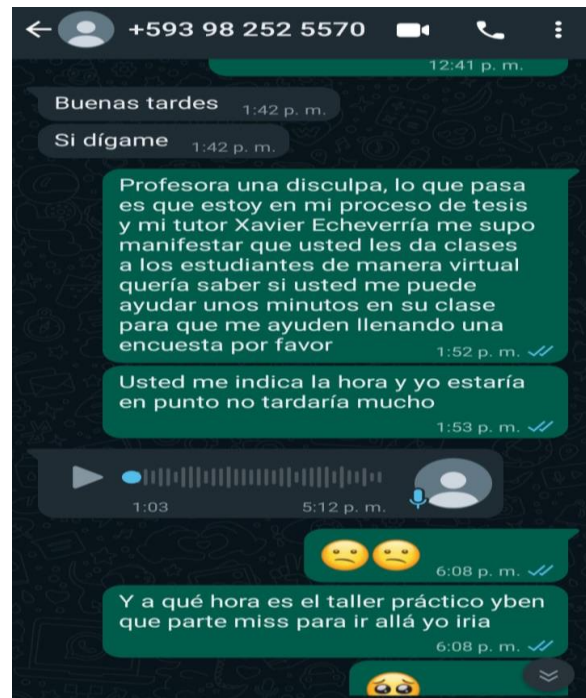 +593 98 252 5570
12:41 p. m.
Buenas tardes 1:42 p. m.
Si dígame 1:42 p. m.
Profesora una disculpa, lo que pasa
es que estoy en mi proceso de tesis
y mi tutor Xavier Echeverría me supo
manifestar que usted les da clases
a los estudiantes de manera virtual
quería saber si usted me puede
ayudar unos minutos en su clase
para que me ayuden llenando una
encuesta por favor 1:52 p. m.
Usted me indica la hora y yo estaría
en punto no tardaría mucho
1:53 p. m.
1:03 5:12 p. m.
6:08 p. m.
Y a qué hora es el taller práctico yben
que parte miss para ir allá yo iria
6:08 p. m.